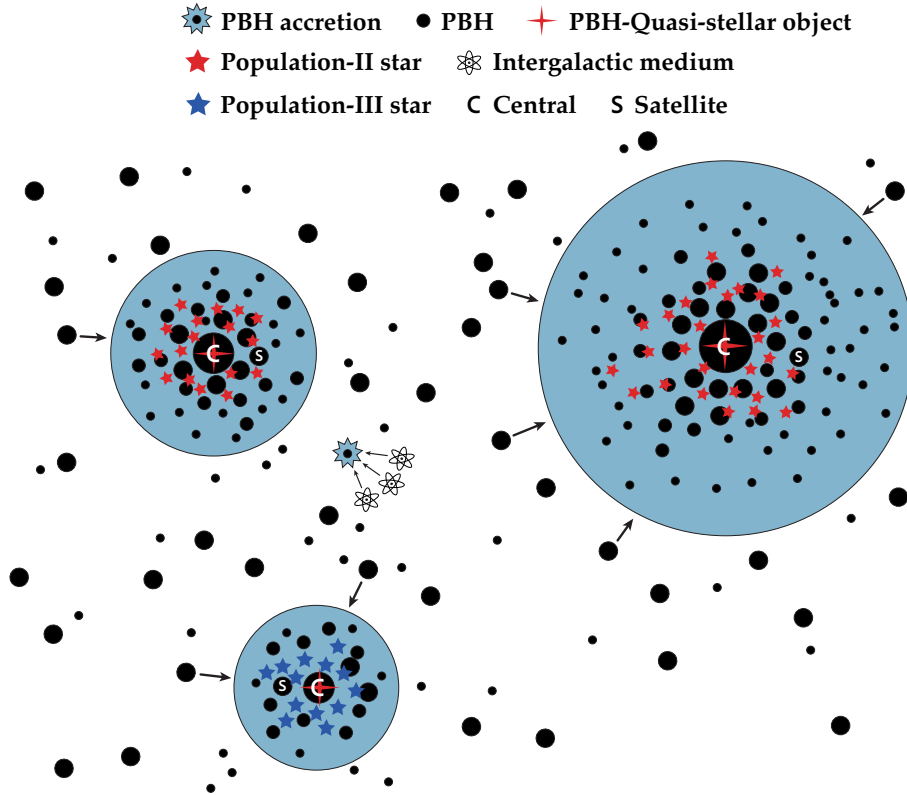 PBH accretion PBH PBH-Quasi-stellar object
Population-II star Intergalactic medium
Population-III star C Central S Satellite
C
S
C
S
C
S